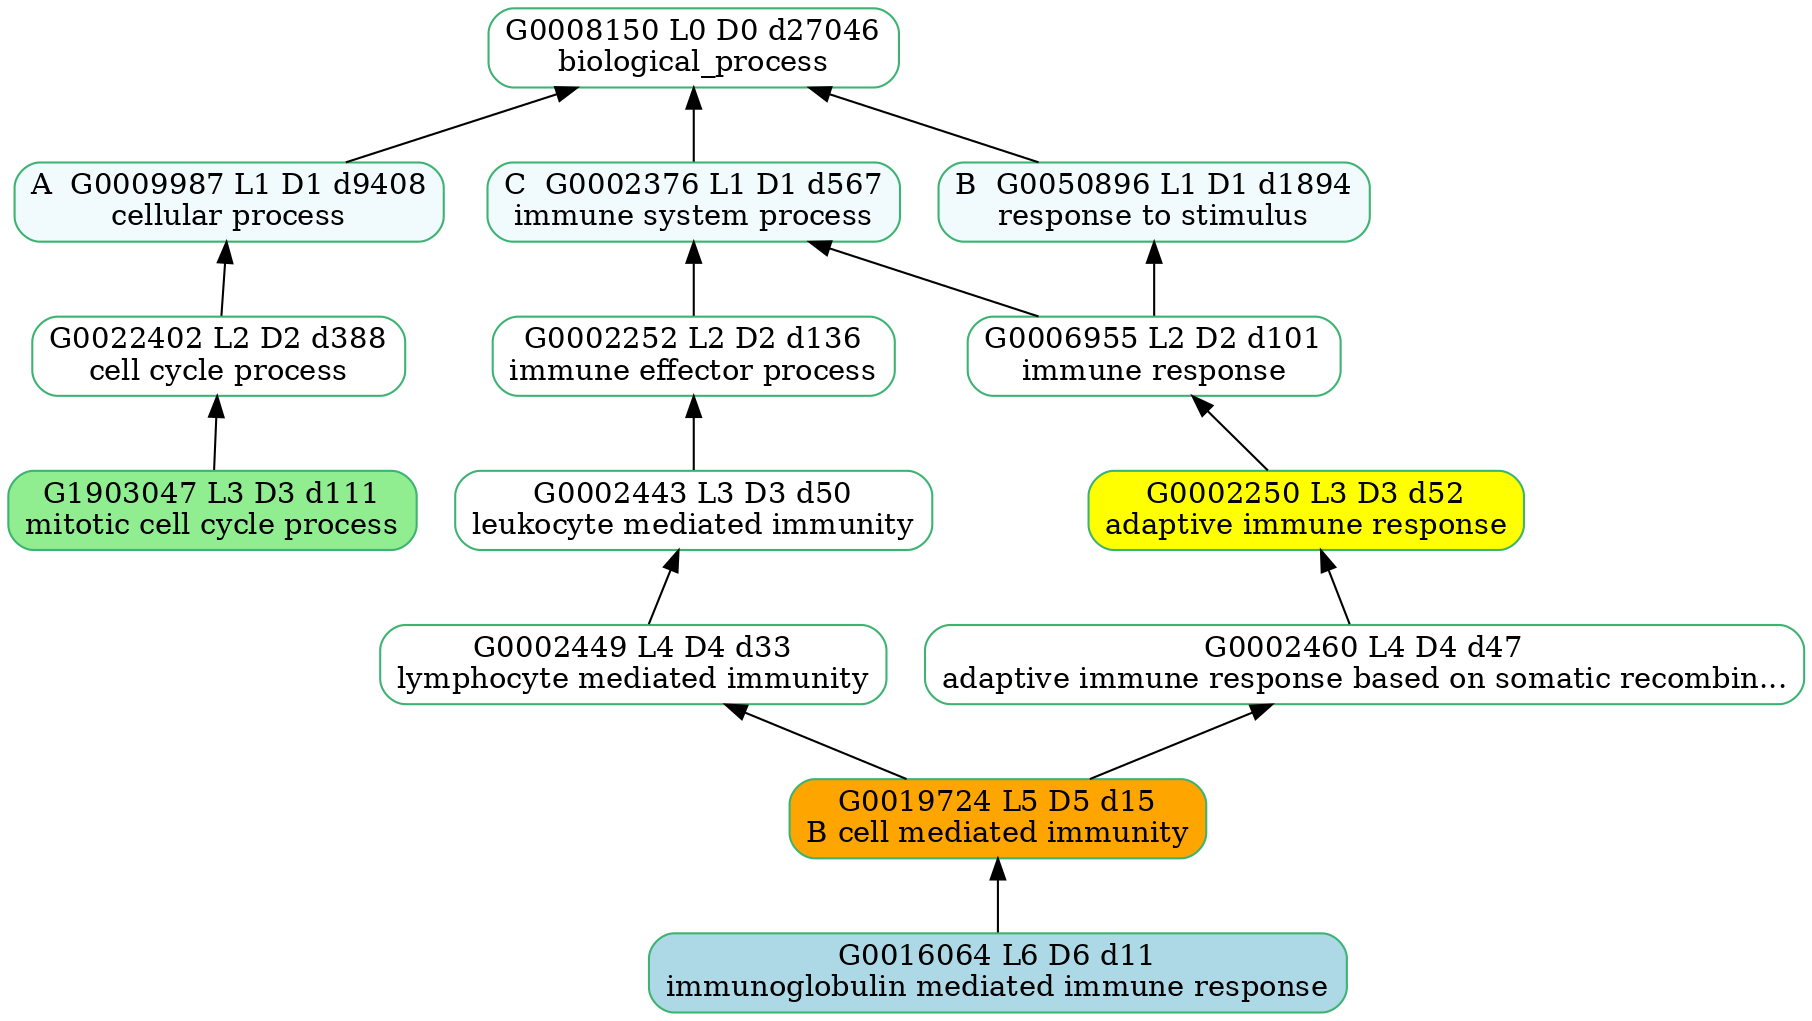 G0008150 L0 D0 d27046
biological_process
A  G0009987 L1 D1 d9408
cellular process
C  G0002376 L1 D1 d567
immune system process
B  G0050896 L1 D1 d1894
response to stimulus
G0022402 L2 D2 d388
cell cycle process
G0002252 L2 D2 d136
immune effector process
G0006955 L2 D2 d101
immune response
G1903047 L3 D3 d111
mitotic cell cycle process
G0002443 L3 D3 d50
leukocyte mediated immunity
G0002250 L3 D3 d52
adaptive immune response
G0002449 L4 D4 d33
lymphocyte mediated immunity
G0002460 L4 D4 d47
adaptive immune response based on somatic recombin...
G0019724 L5 D5 d15
B cell mediated immunity
G0016064 L6 D6 d11
immunoglobulin mediated immune response